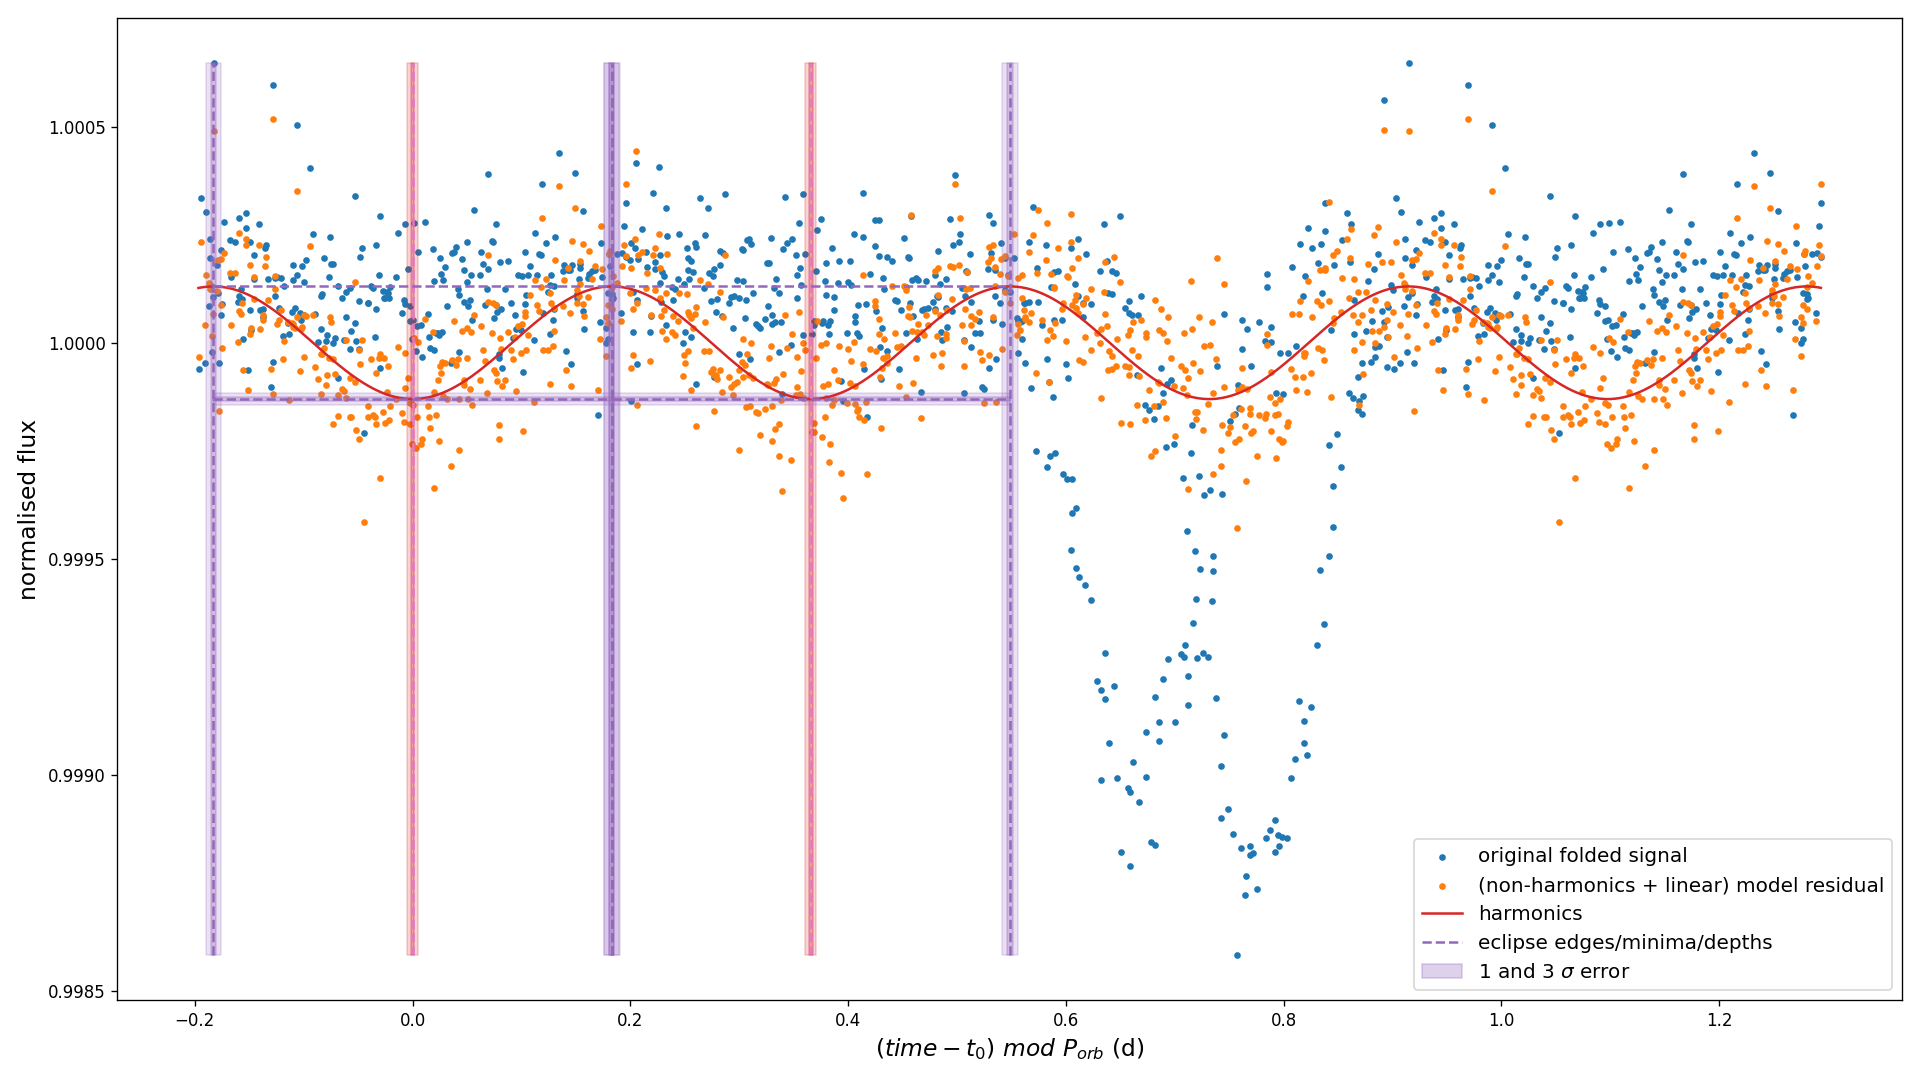 normalised flux
1.0005
1.0000
0.9995
0.9990
0.9985
−0.2 0.0 0.2 0.4 0.6 0.8 1.0 1.2
(time − t₀) mod Pₒᵣb (d)
original folded signal
(non-harmonics + linear) model residual
harmonics
eclipse edges/minima/depths
1 and 3 σ error